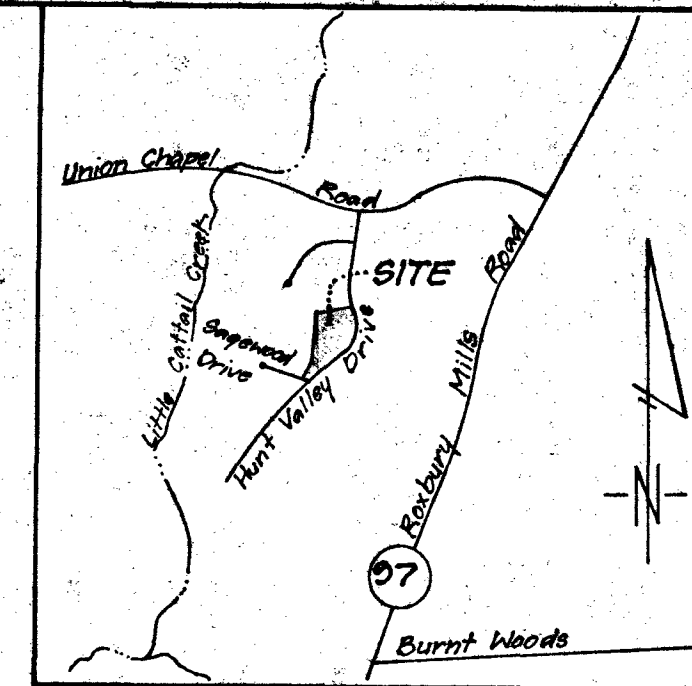 Union Chapel
Road
SITE
Little Cattail Creek
Sagewood
Drive
Hunt Valley Drive
Roxbury Mills Road
97
Burnt Woods
N